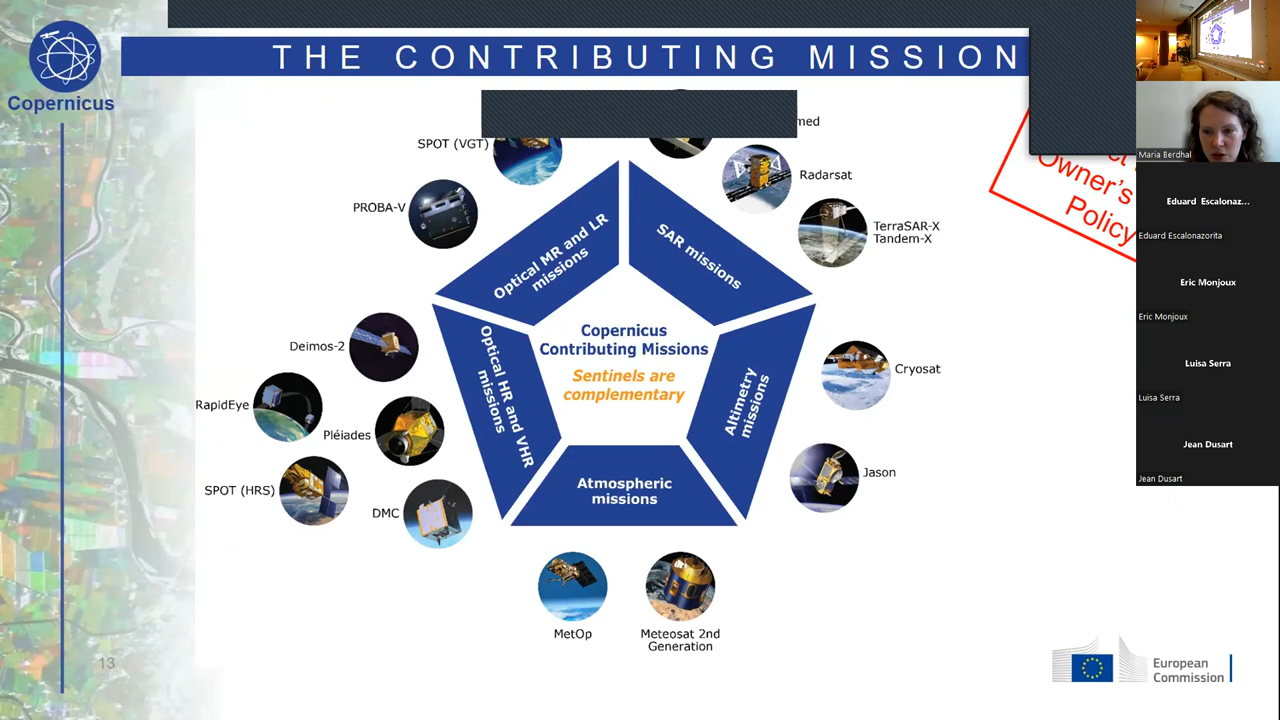 THE CONTRIBUTING MISSION
Copernicus
SPOT (VGT)
med
Radarsat
PROBA-V
TerraSAR-X
Tandem-X
Owner's
Policy
Optical MR and LR
missions
SAR missions
Copernicus
Contributing Missions
Sentinels are
complementary
Deimos-2
RapidEye
Pléiades
SPOT (HRS)
DMC
Optical HR and VHR
missions
Altimetry
missions
Cryosat
Jason
Atmospheric
missions
MetOp
Meteosat 2nd
Generation
13
European
Commission
Maria Berdhal
Eduard Escalonaz...
Eduard Escalonazorita
Eric Monjoux
Eric Monjoux
Luisa Serra
Luisa Serra
Jean Dusart
Jean Dusart